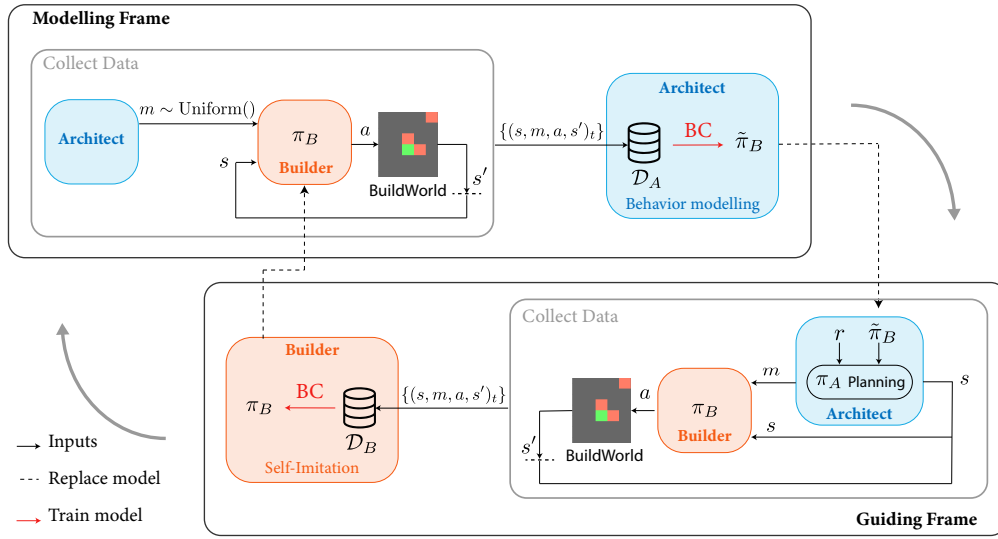 Modelling Frame
Collect Data
Architect
m ∼ Uniform()
s
π_B
Builder
a
BuildWorld
s′
{(s, m, a, s′)_t}
Architect
D_A
BC
π̃_B
Behavior modelling
Collect Data
r
π̃_B
π_A Planning
Architect
s
m
s
π_B
Builder
a
BuildWorld
s′
{(s, m, a, s′)_t}
Builder
π_B
BC
D_B
Self-Imitation
Inputs
Replace model
Train model
Guiding Frame